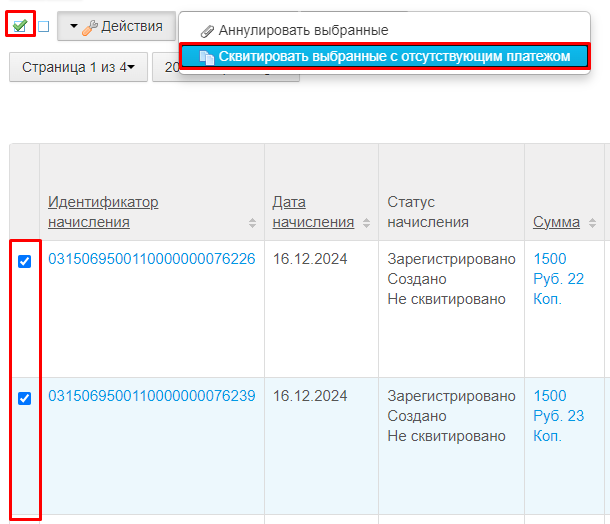 Действия
Аннулировать выбранные
Сквитировать выбранные с отсутствующим платежом
Страница 1 из 4
20
Идентификатор начисления
Дата начисления
Статус начисления
Сумма
0315069500110000000076226
16.12.2024
Зарегистрировано
Создано
Не сквитировано
1500
Руб. 22
Коп.
0315069500110000000076239
16.12.2024
Зарегистрировано
Создано
Не сквитировано
1500
Руб. 23
Коп.